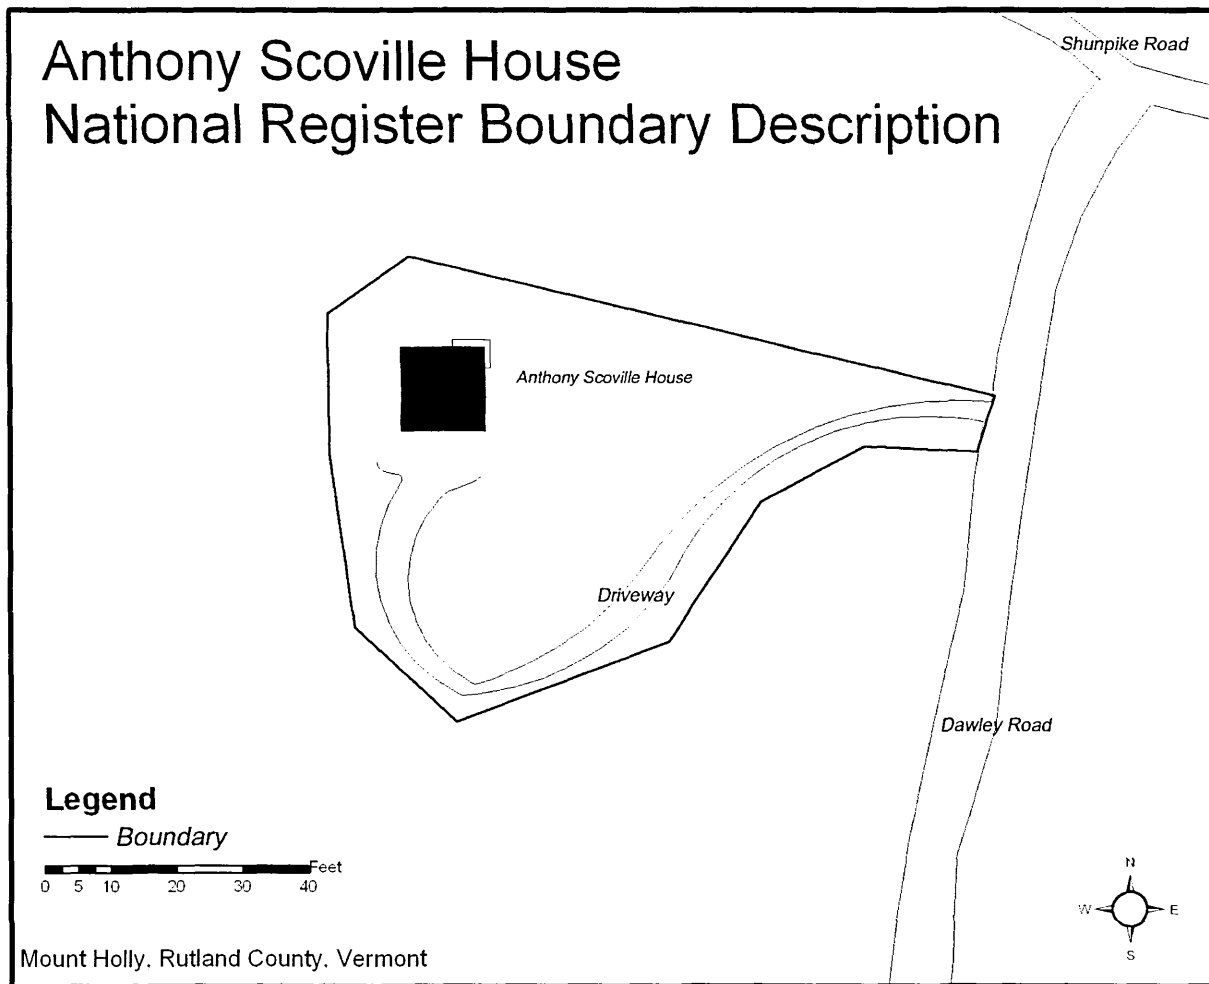 Anthony Scoville House
National Register Boundary Description
Shunpike Road
Anthony Scoville House
Driveway
Dawley Road
Legend
Boundary
Feet
0 5 10 20 30 40
N
W E
S
Mount Holly, Rutland County, Vermont